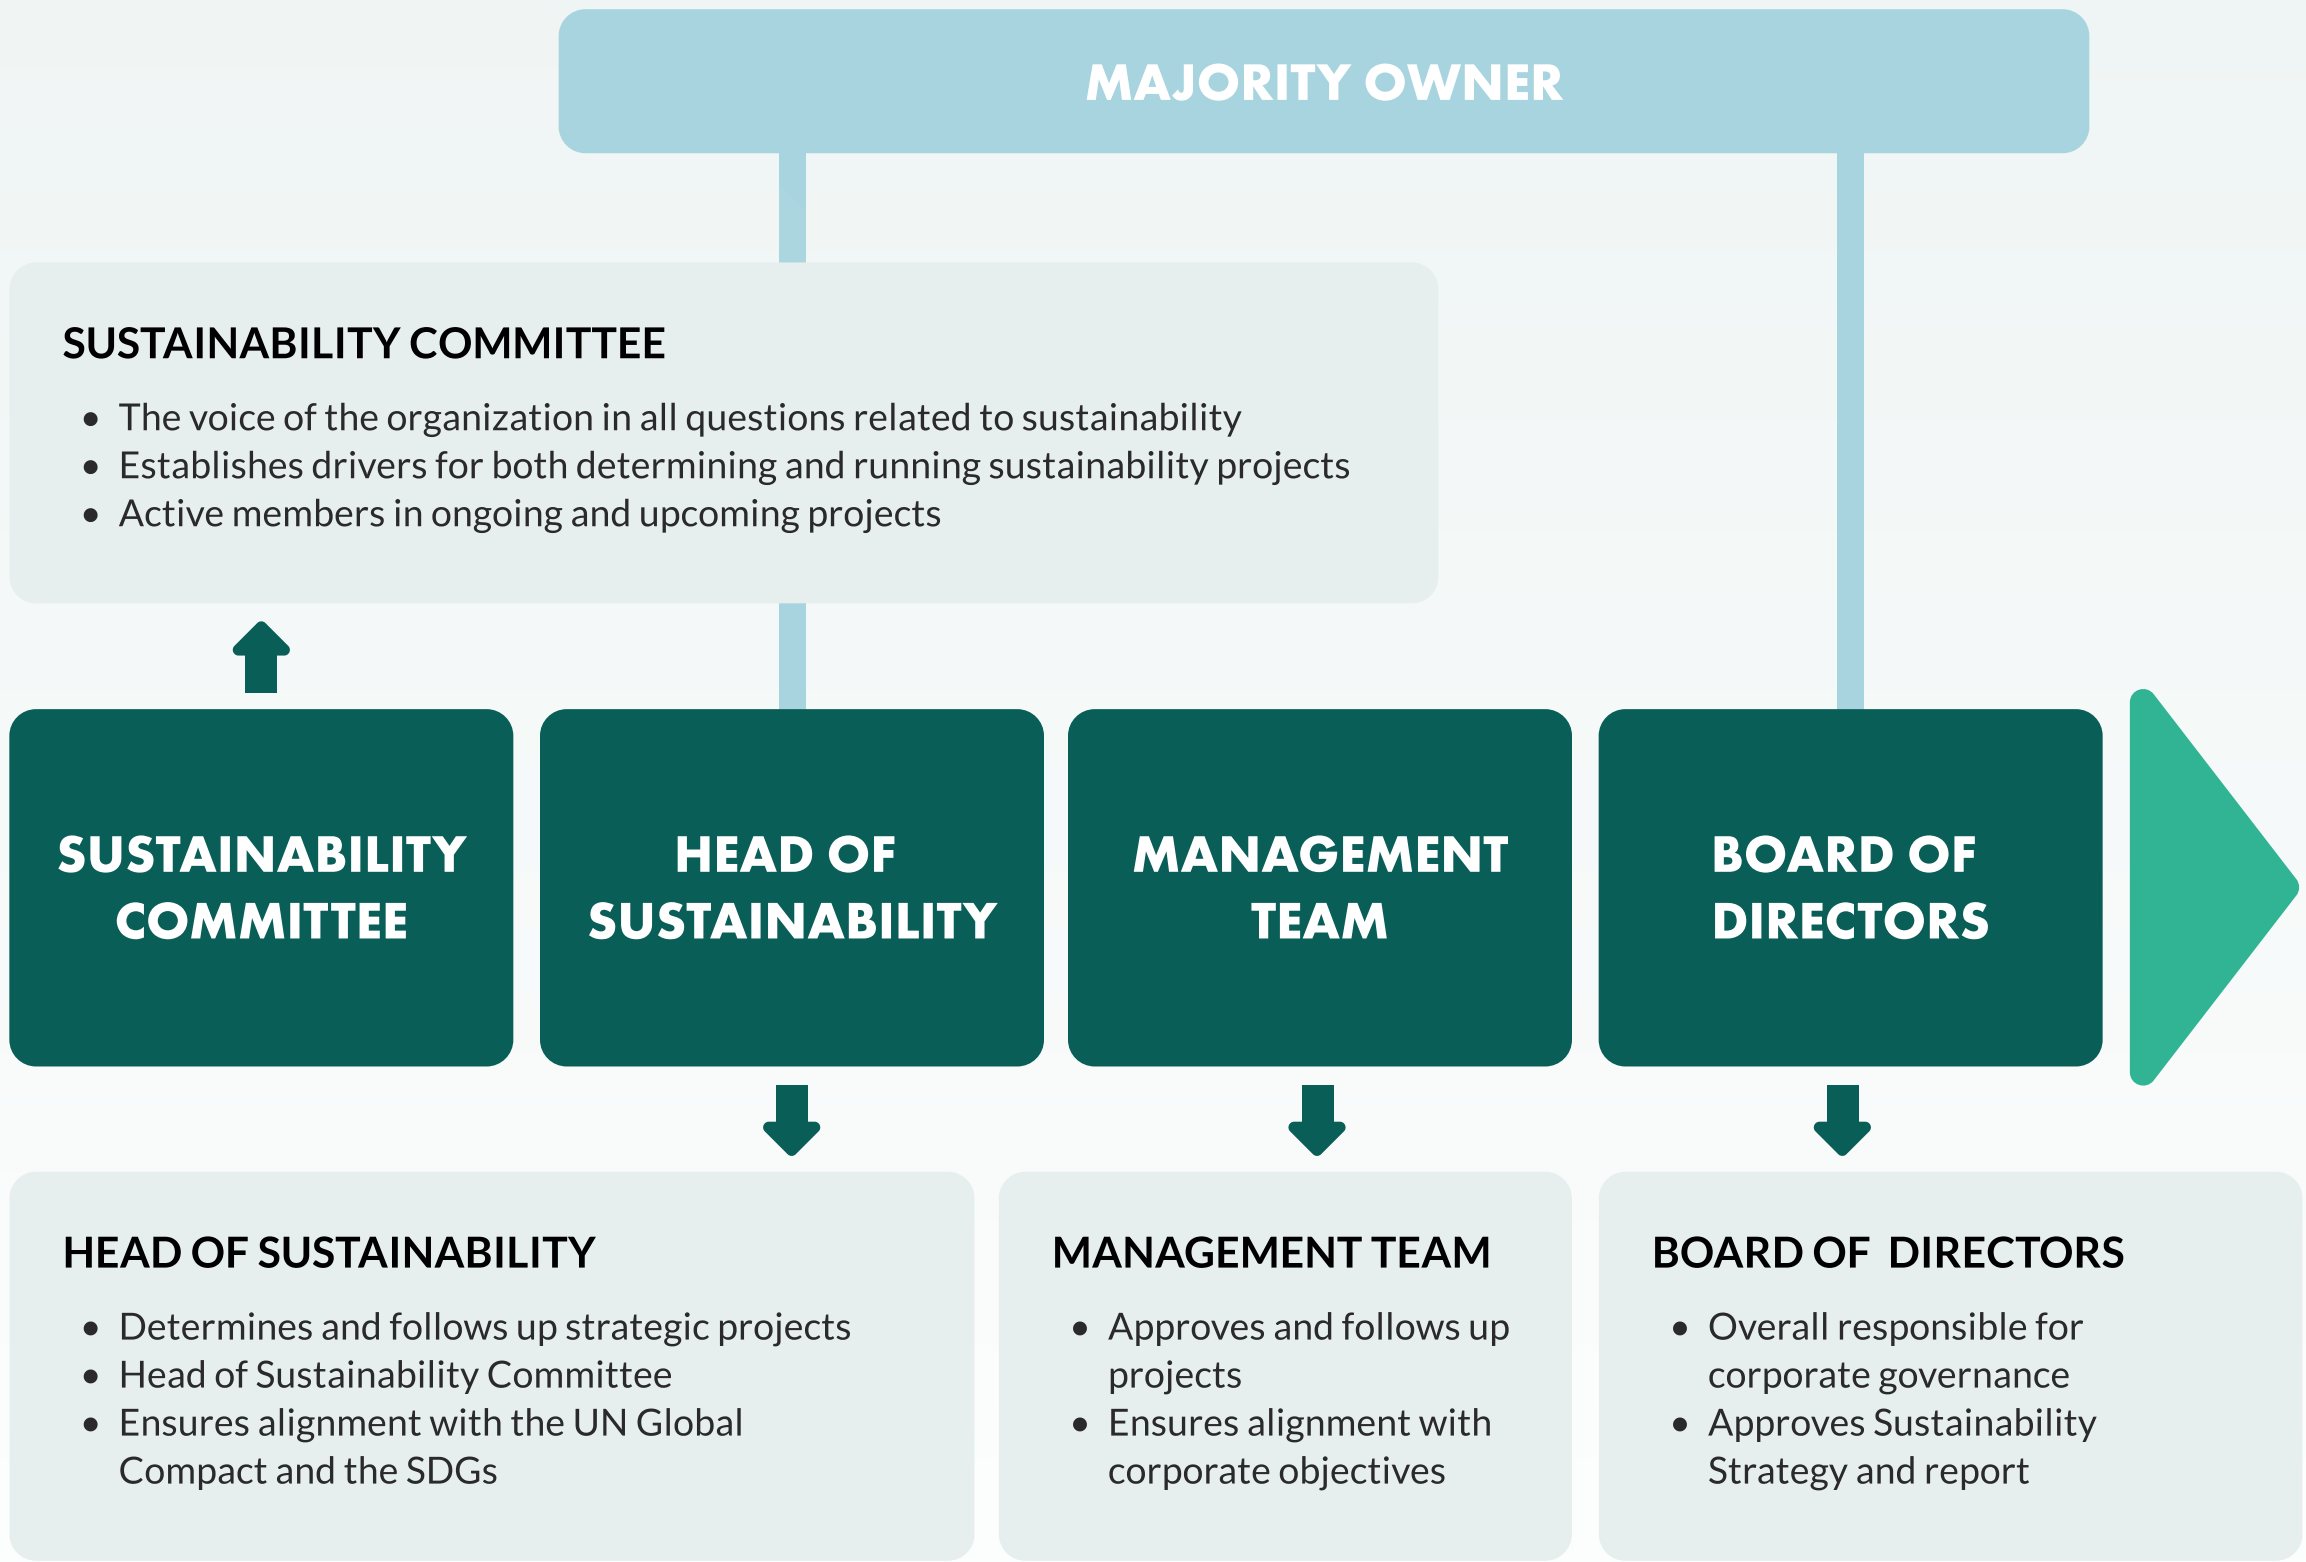 MAJORITY OWNER
SUSTAINABILITY COMMITTEE
• The voice of the organization in all questions related to sustainability
• Establishes drivers for both determining and running sustainability projects
• Active members in ongoing and upcoming projects
SUSTAINABILITY
COMMITTEE
HEAD OF
SUSTAINABILITY
MANAGEMENT
TEAM
BOARD OF
DIRECTORS
HEAD OF SUSTAINABILITY
• Determines and follows up strategic projects
• Head of Sustainability Committee
• Ensures alignment with the UN Global
Compact and the SDGs
MANAGEMENT TEAM
• Approves and follows up
projects
• Ensures alignment with
corporate objectives
BOARD OF  DIRECTORS
• Overall responsible for
corporate governance
• Approves Sustainability
Strategy and report